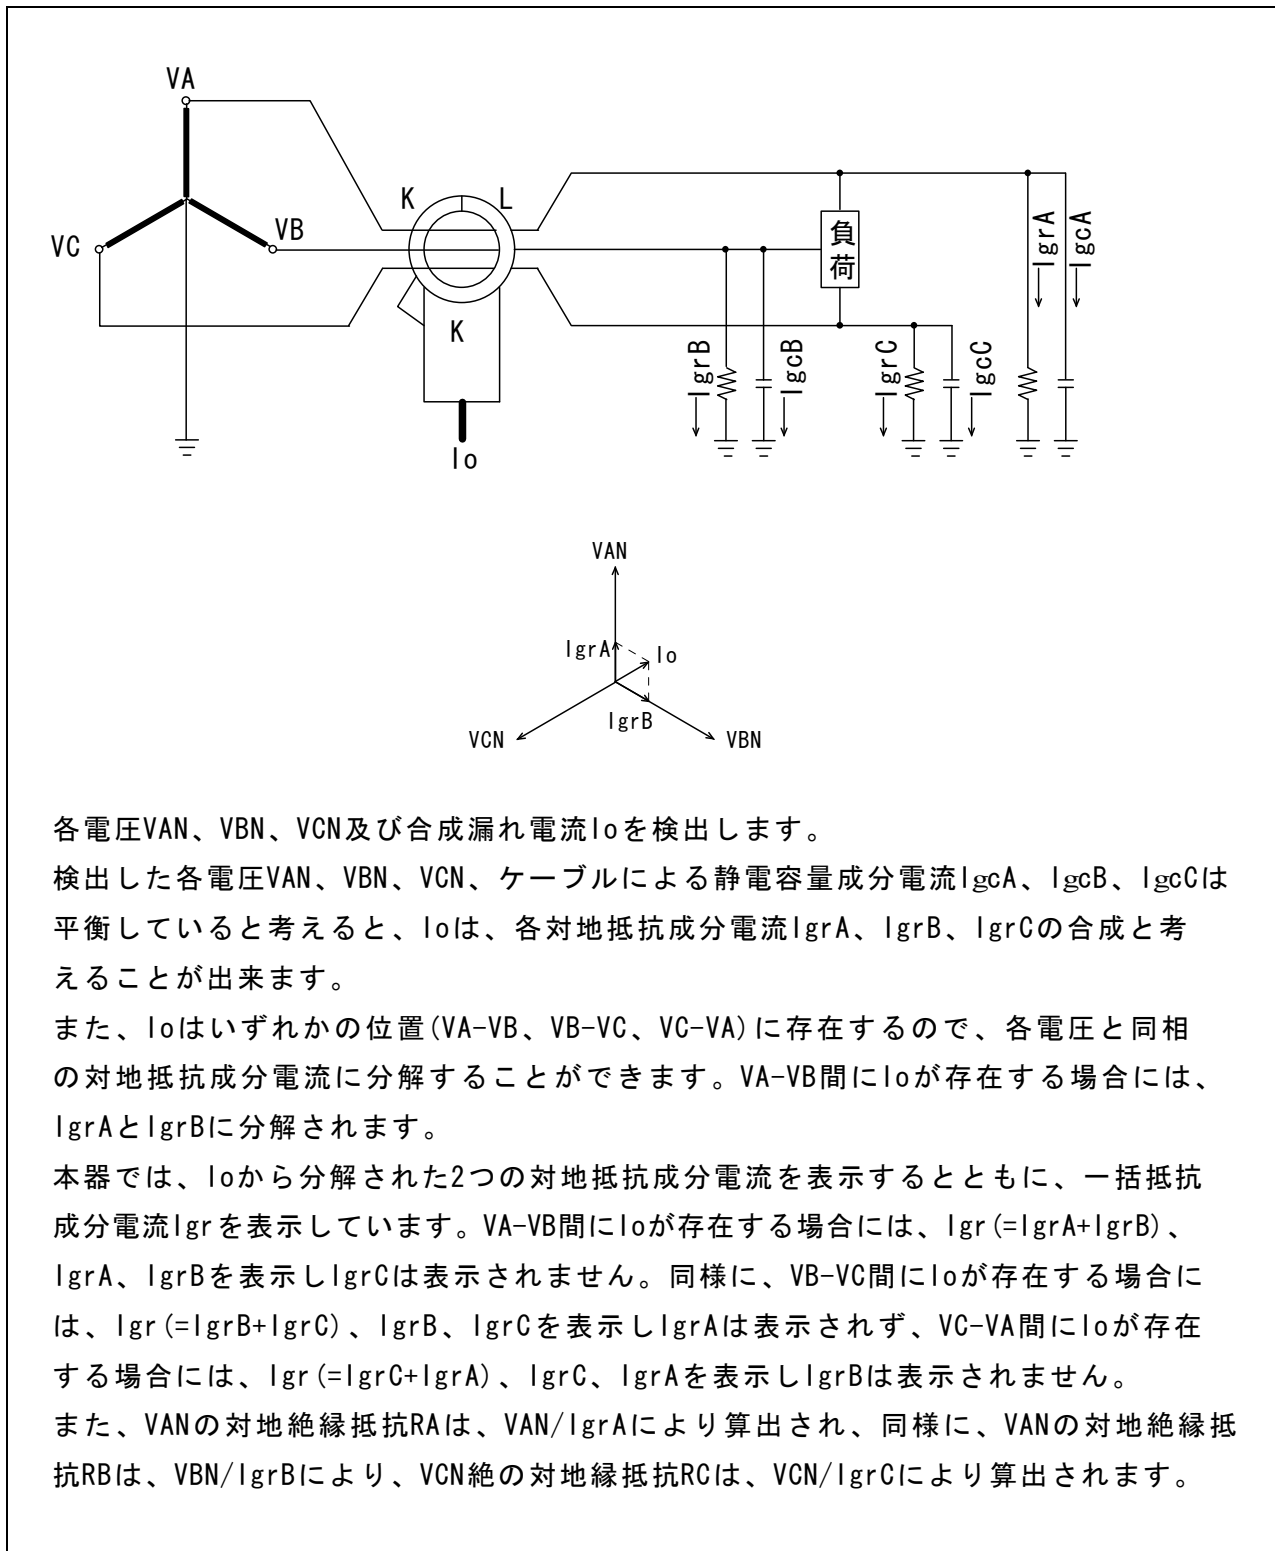 VA
K
L
VC
VB
K
Io
負荷
IgrA
IgcA
IgrB
IgcB
IgrC
IgcC
VAN
IgrA
Io
IgrB
VCN
VBN
各電圧VAN、VBN、VCN及び合成漏れ電流Ioを検出します。
検出した各電圧VAN、VBN、VCN、ケーブルによる静電容量成分電流IgcA、IgcB、IgcCは
平衡していると考えると、Ioは、各対地抵抗成分電流IgrA、IgrB、IgrCの合成と考
えることが出来ます。
また、Ioはいずれかの位置(VA-VB、VB-VC、VC-VA)に存在するので、各電圧と同相
の対地抵抗成分電流に分解することができます。VA-VB間にIoが存在する場合には、
IgrAとIgrBに分解されます。
本器では、Ioから分解された2つの対地抵抗成分電流を表示するとともに、一括抵抗
成分電流Igrを表示しています。VA-VB間にIoが存在する場合には、Igr(=IgrA+IgrB)、
IgrA、IgrBを表示しIgrCは表示されません。同様に、VB-VC間にIoが存在する場合に
は、Igr(=IgrB+IgrC)、IgrB、IgrCを表示しIgrAは表示されず、VC-VA間にIoが存在
する場合には、Igr(=IgrC+IgrA)、IgrC、IgrAを表示しIgrBは表示されません。
また、VANの対地絶縁抵抗RAは、VAN/IgrAにより算出され、同様に、VANの対地絶縁抵
抗RBは、VBN/IgrBにより、VCN絶の対地縁抵抗RCは、VCN/IgrCにより算出されます。